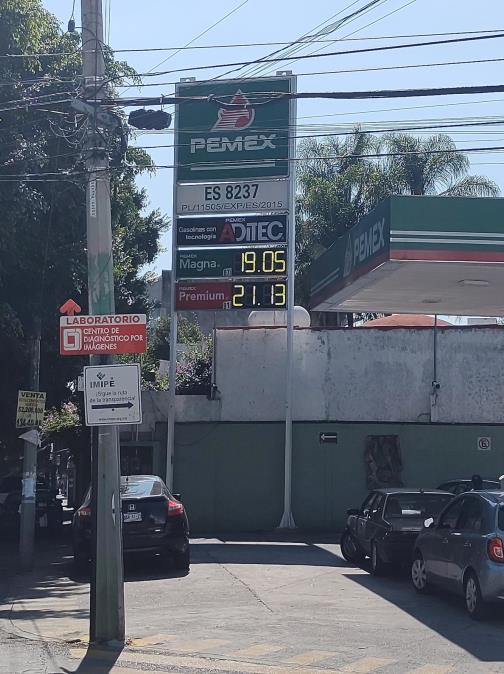 PEMEX
ES 8237
PL/11505/EXP/ES/2015
PEMEX
Gasolinas con
tecnología
ADiTEC
PEMEX
Magna
19.05
PEMEX
Premium
21.13
PEMEX
LABORATORIO
CENTRO DE
DIAGNÓSTICO POR
IMÁGENES
IMIPE
¡Sigue la ruta
de la transparencia!
VENTA